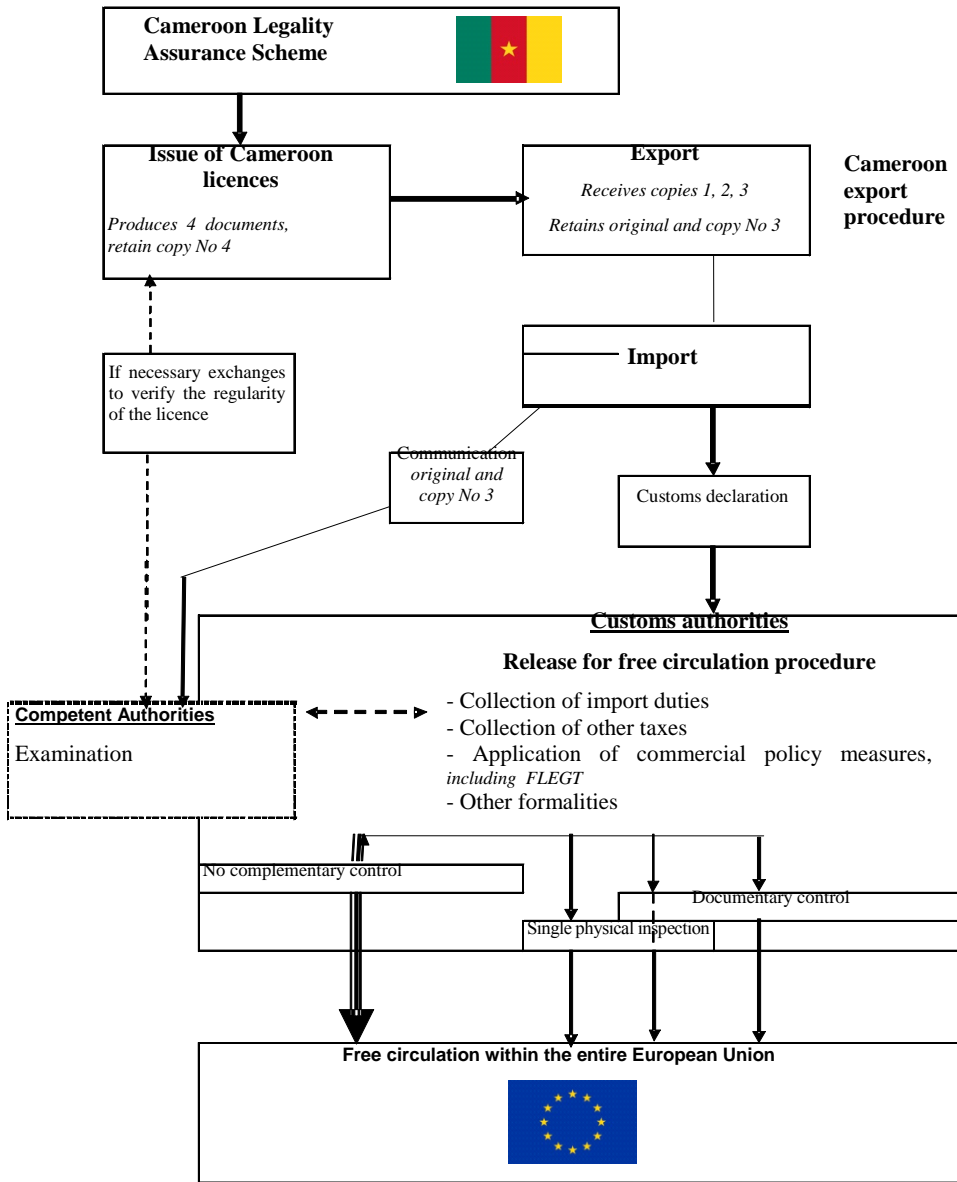 Cameroon Legality
Assurance Scheme
Issue of Cameroon
licences
Produces 4 documents,
retain copy No 4
Export
Receives copies 1, 2, 3
Retains original and copy No 3
Cameroon
export
procedure
If necessary exchanges
to verify the regularity
of the licence
Import
Communication
original and
copy No 3
Customs declaration
Customs authorities
Release for free circulation procedure
- Collection of import duties
- Collection of other taxes
- Application of commercial policy measures,
including FLEGT
- Other formalities
Competent Authorities
Examination
No complementary control
Documentary control
Single physical inspection
Free circulation within the entire European Union